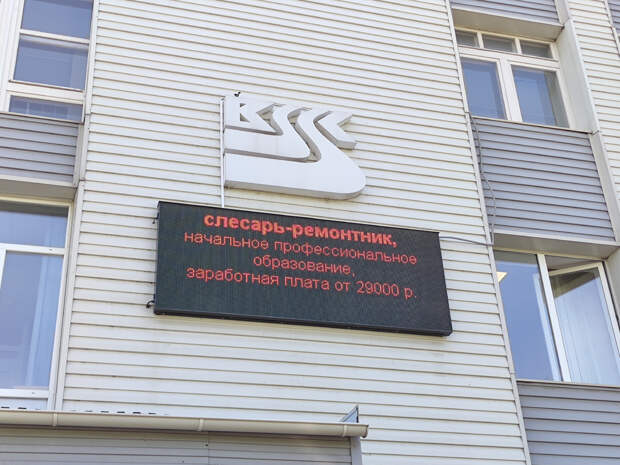 слесарь-ремонтник,
начальное профессиональное
образование,
заработная плата от 29000 р.